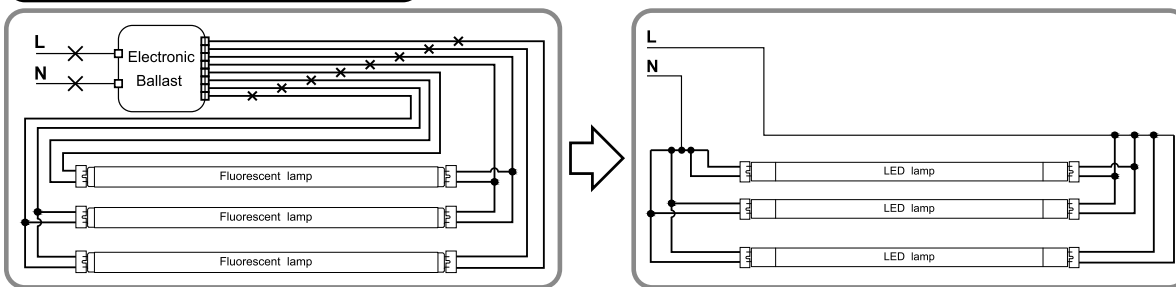 L
N
Electronic
Ballast
Fluorescent lamp
Fluorescent lamp
Fluorescent lamp
L
N
LED lamp
LED lamp
LED lamp